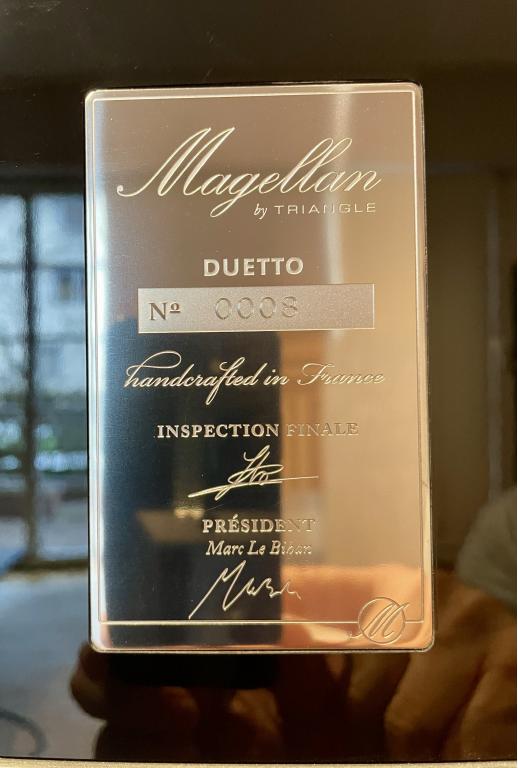 Magellan
by TRIANGLE
DUETTO
Nº 0008
handcrafted in France
INSPECTION FINALE
PRÉSIDENT
Marc Le Bihan
M